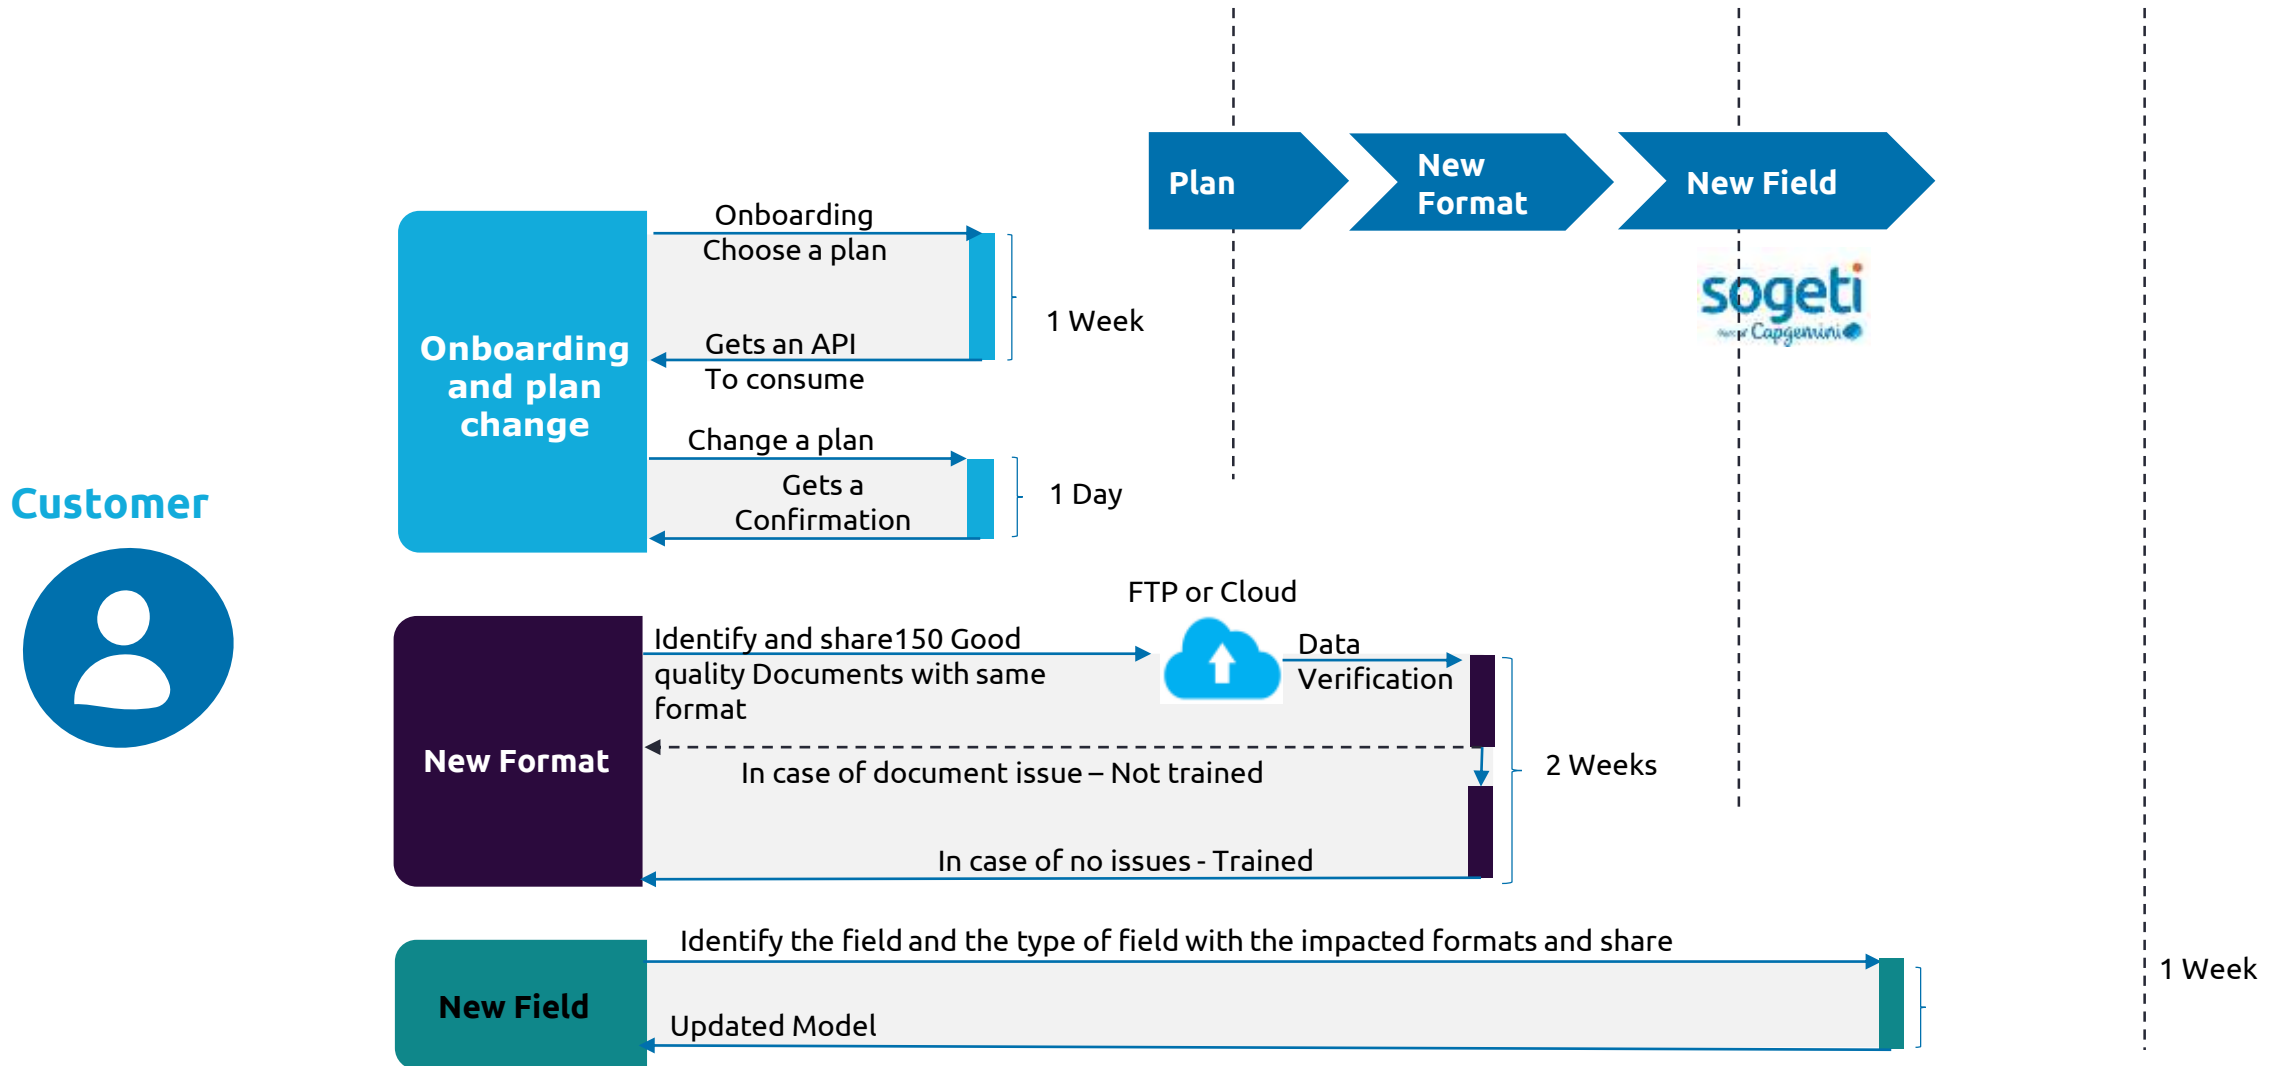 Plan
New
Format
New Field
sogeti
Part of Capgemini
Onboarding
Choose a plan
1 Week
Gets an API
To consume
Onboarding
and plan
change
Change a plan
Gets a
Confirmation
1 Day
Customer
FTP or Cloud
Identify and share150 Good
quality Documents with same
format
Data
Verification
New Format
In case of document issue – Not trained
2 Weeks
In case of no issues - Trained
Identify the field and the type of field with the impacted formats and share
1 Week
New Field
Updated Model